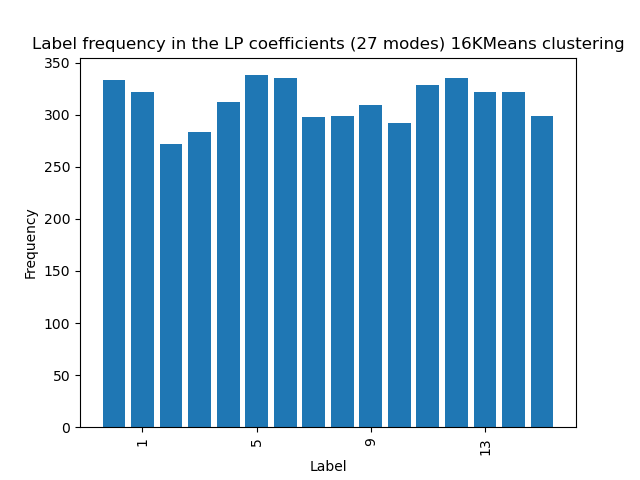 Label frequency in the LP coefficients (27 modes) 16KMeans clustering
350
300
250
200
150
100
50
0
Frequency
1 5 9 13
Label